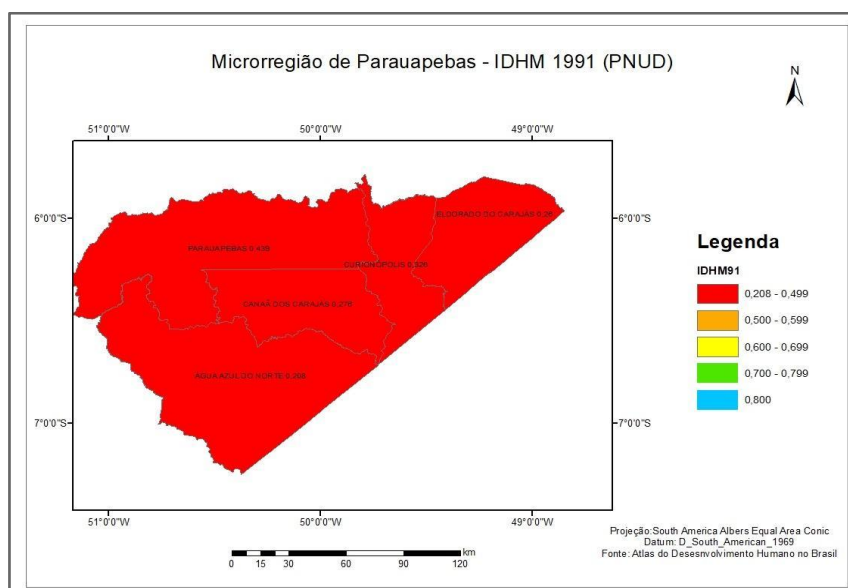 Microrregião de Parauapebas - IDHM 1991 (PNUD)
N
51°0'0"W
50°0'0"W
49°0'0"W
6°0'0"S
6°0'0"S
ELDORADO DO CARAJÁS 0.26
PARAUAPEBAS 0.439
CURIONÓPOLIS 0.326
CANAÃ DOS CARAJÁS 0.276
ÁGUA AZUL DO NORTE 0.208
7°0'0"S
7°0'0"S
51°0'0"W
50°0'0"W
49°0'0"W
Legenda
IDHM91
0,208 - 0,499
0,500 - 0,599
0,600 - 0,699
0,700 - 0,799
0,800
km
0 15 30 60 90 120
Projeção:South America Albers Equal Area Conic
Datum: D_South_American_1969
Fonte: Atlas do Desesnvolvimento Humano no Brasil